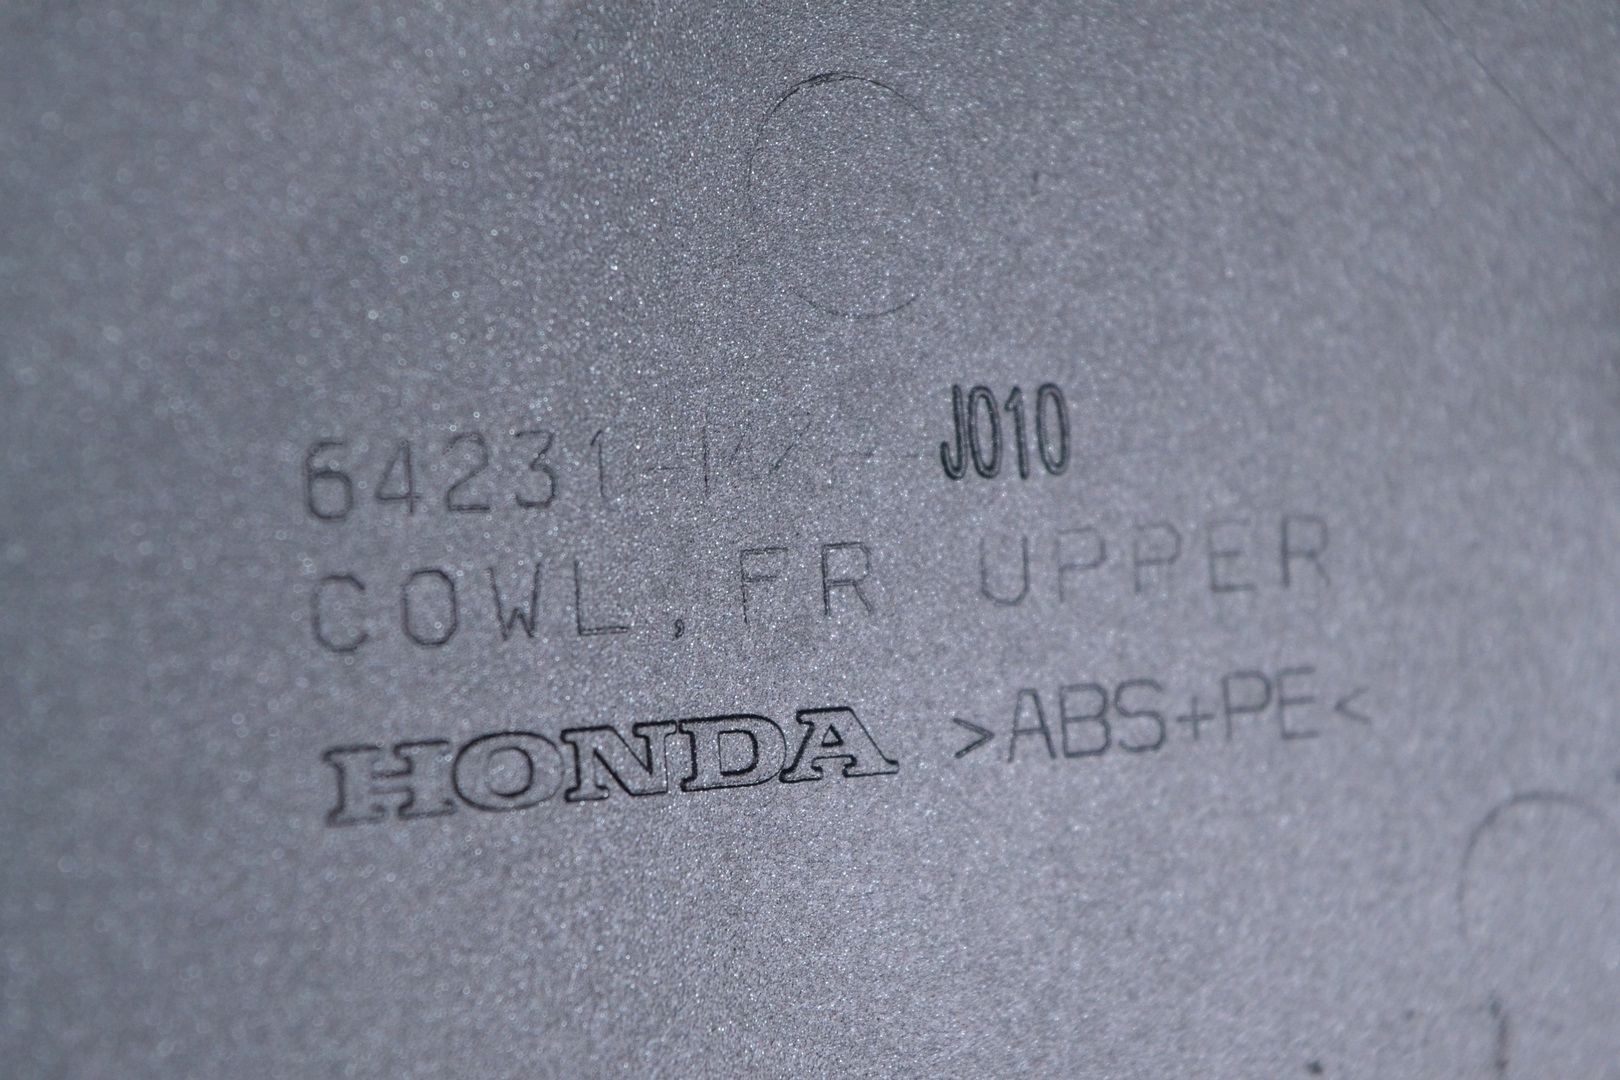 64231 J010
COWL, FR UPPER
HONDA >ABS+PE<